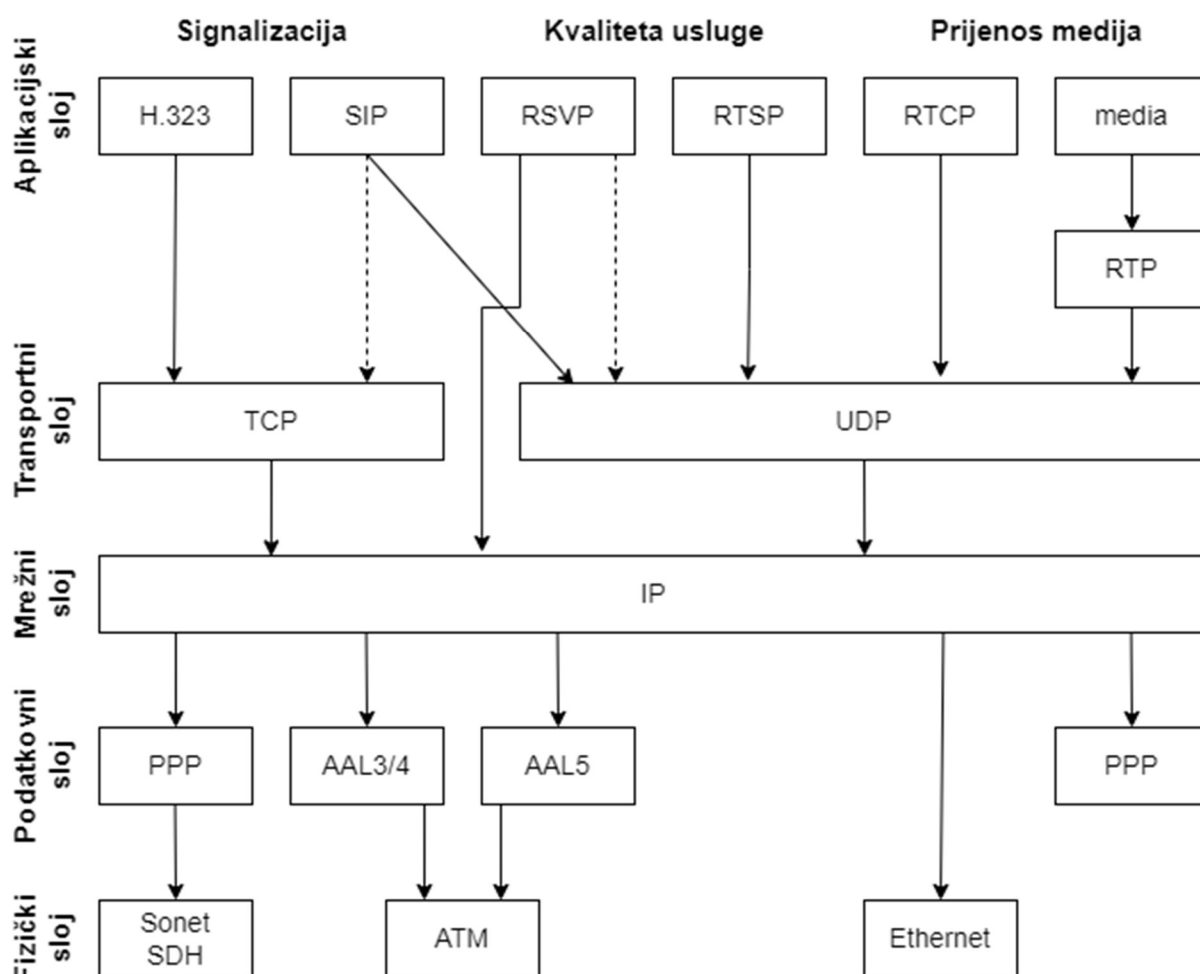 Signalizacija
Kvaliteta usluge
Prijenos medija
Aplikacijski
sloj
H.323
SIP
RSVP
RTSP
RTCP
media
RTP
Transportni
sloj
TCP
UDP
Mrežni
sloj
IP
Podatkovni
sloj
PPP
AAL3/4
AAL5
PPP
Fizički
sloj
Sonet
SDH
ATM
Ethernet